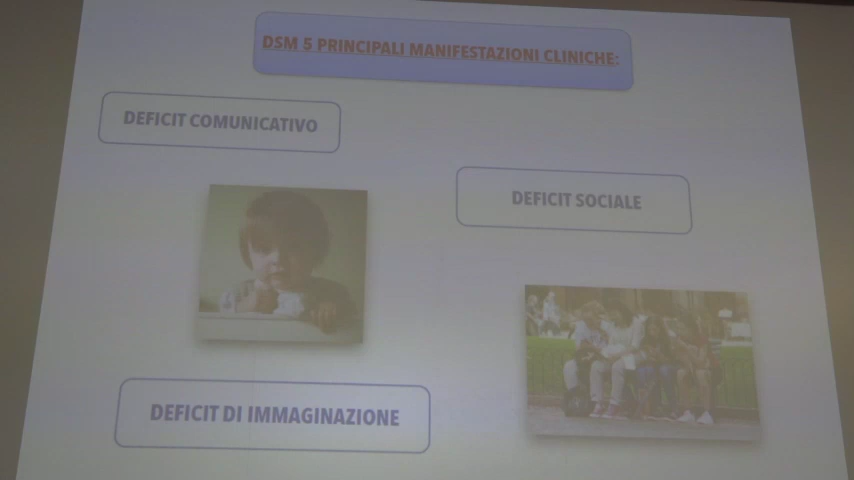 DSM 5 PRINCIPALI MANIFESTAZIONI CLINICHE:
DEFICIT COMUNICATIVO
DEFICIT SOCIALE
DEFICIT DI IMMAGINAZIONE